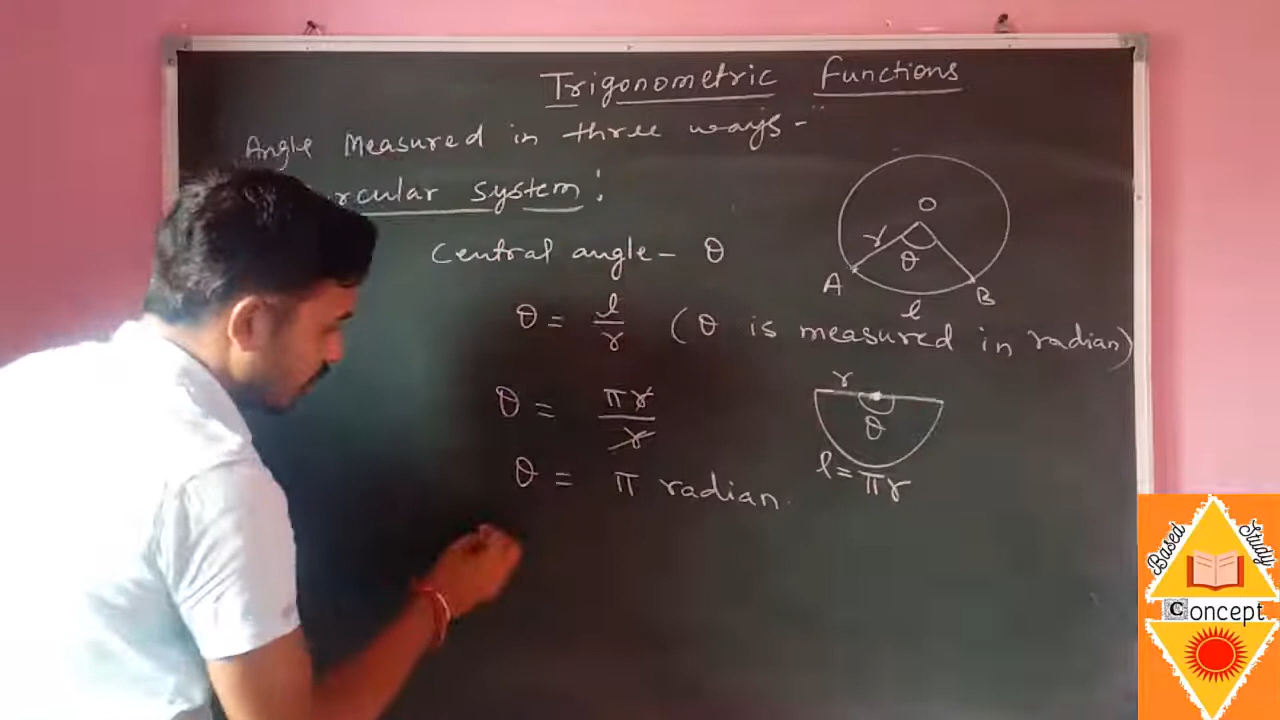 Trigonometric Functions
Angle Measured in three ways -
rcular system :
Central angle - θ
θ = l/r (θ is measured in radian)
θ = πr/r
θ = π radian.
O
r
θ
A
B
l
r
θ
l = πr
Based Study
Concept